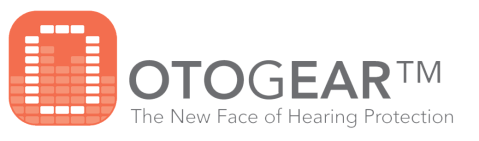 OTOGEAR™
The New Face of Hearing Protection